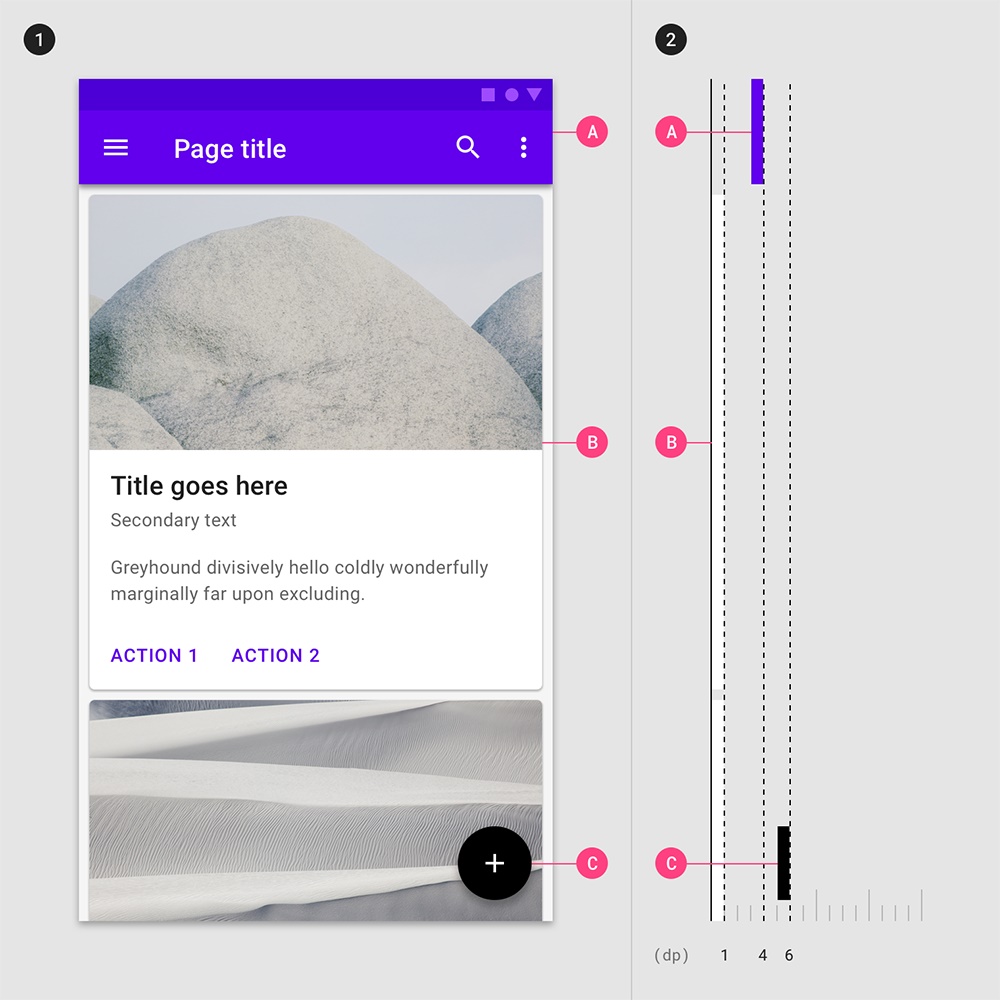 1
2
Page title
A
A
B
B
Title goes here
Secondary text
Greyhound divisively hello coldly wonderfully
marginally far upon excluding.
ACTION 1 ACTION 2
+
C
C
(dp) 1 4 6